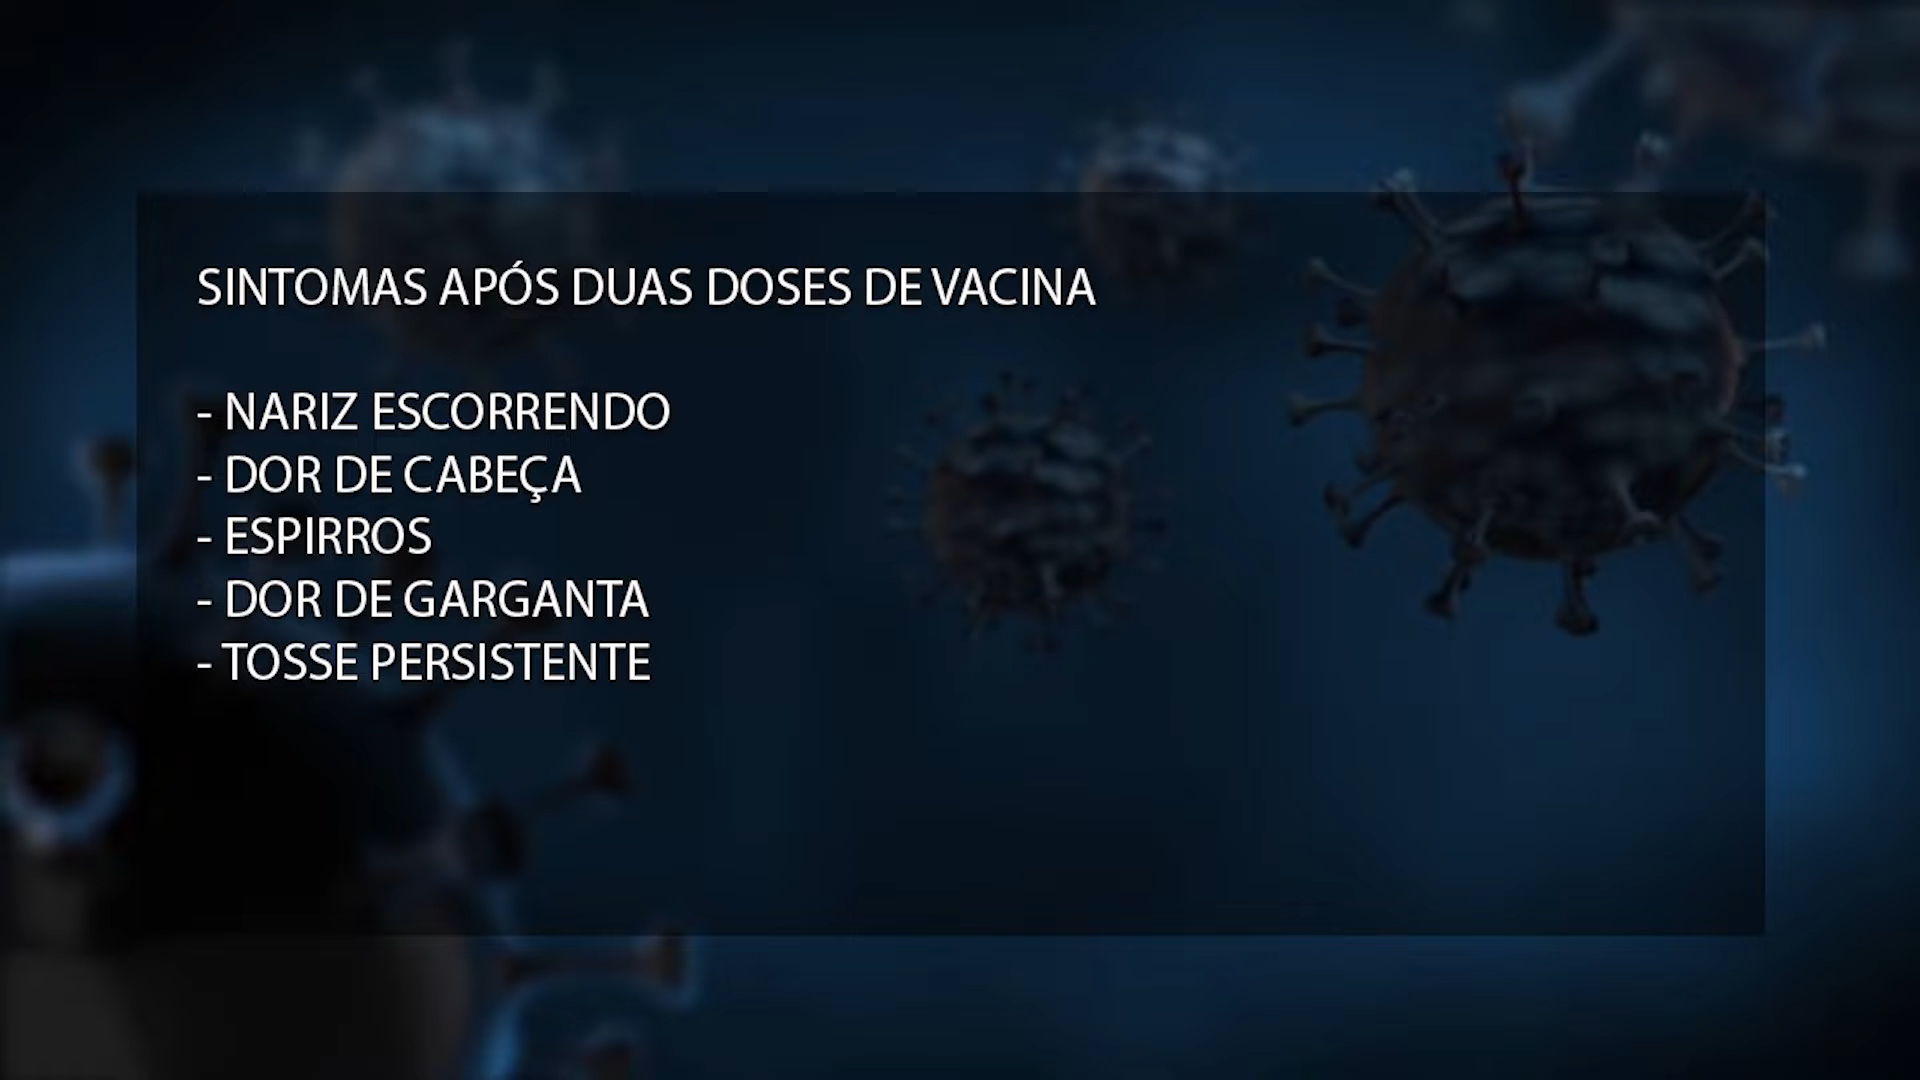 SINTOMAS APÓS DUAS DOSES DE VACINA
- NARIZ ESCORRENDO
- DOR DE CABEÇA
- ESPIRROS
- DOR DE GARGANTA
- TOSSE PERSISTENTE